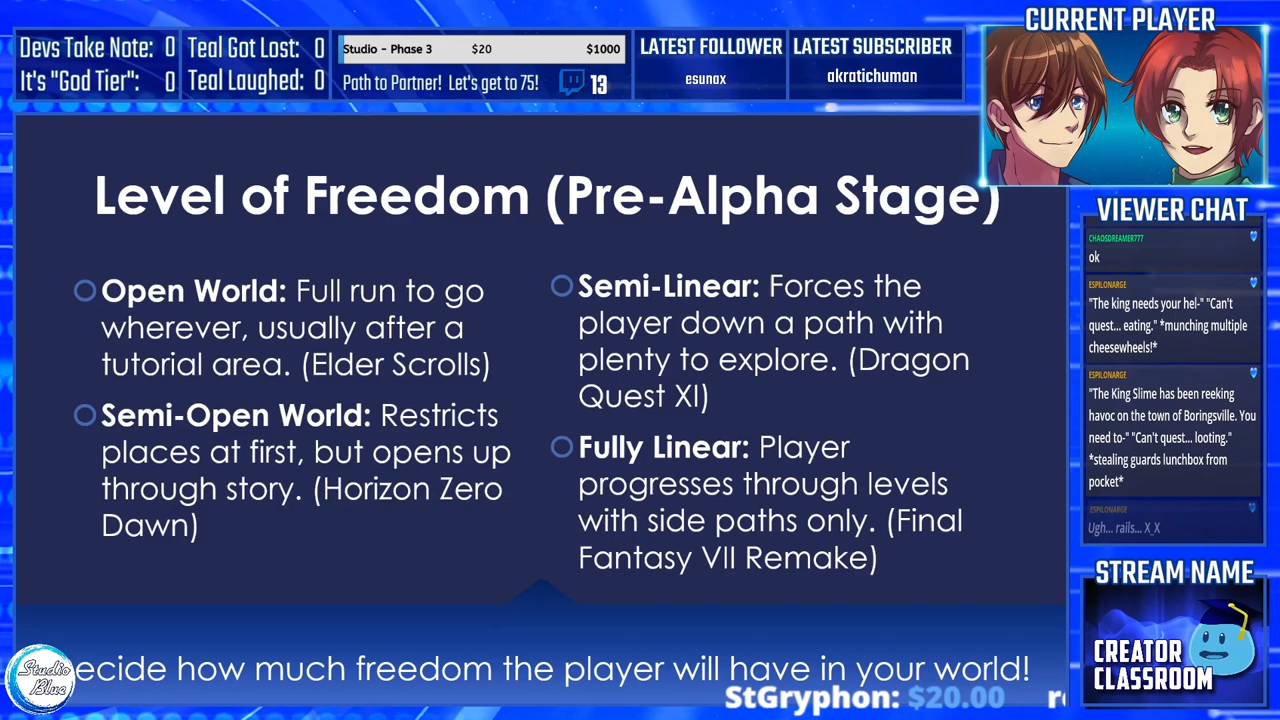 CURRENT PLAYER
Devs Take Note: 0
It's "God Tier": 0
Teal Got Lost: 0
Teal Laughed: 0
Studio - Phase 3 $20 $1000
Path to Partner! Let's get to 75! 13
LATEST FOLLOWER
esunax
LATEST SUBSCRIBER
akratichuman
Level of Freedom (Pre-Alpha Stage)
Open World: Full run to go
wherever, usually after a
tutorial area. (Elder Scrolls)
Semi-Open World: Restricts
places at first, but opens up
through story. (Horizon Zero
Dawn)
Semi-Linear: Forces the
player down a path with
plenty to explore. (Dragon
Quest XI)
Fully Linear: Player
progresses through levels
with side paths only. (Final
Fantasy VII Remake)
ecide how much freedom the player will have in your world!
Studio
Blue
StGryphon: $20.00
VIEWER CHAT
CHAOSDREAMER777
ok
ESPILONARGE
"The king needs your hel-" "Can't
quest... eating." *munching multiple
cheesewheels!*
ESPILONARGE
"The King Slime has been reeking
havoc on the town of Boringsville. You
need to-" "Can't quest... looting."
*stealing guards lunchbox from
pocket*
ESPILONARGE
Ugh... rails... X_X
STREAM NAME
CREATOR
CLASSROOM